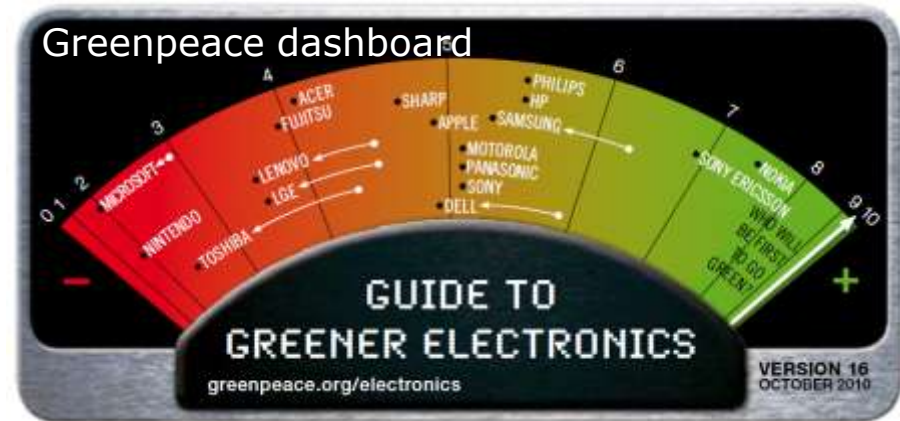 Greenpeace dashboard
0
1
2
3
4
5
6
7
8
9
10
MICROSOFT
NINTENDO
TOSHIBA
LENOVO
LGE
ACER
FUJITSU
SHARP
APPLE
DELL
MOTOROLA
PANASONIC
SONY
PHILIPS
HP
SAMSUNG
SONY ERICSSON
NOKIA
WHO WILL
BE FIRST
TO GO
GREEN?
-
+
GUIDE TO
GREENER ELECTRONICS
greenpeace.org/electronics
VERSION 16
OCTOBER 2010